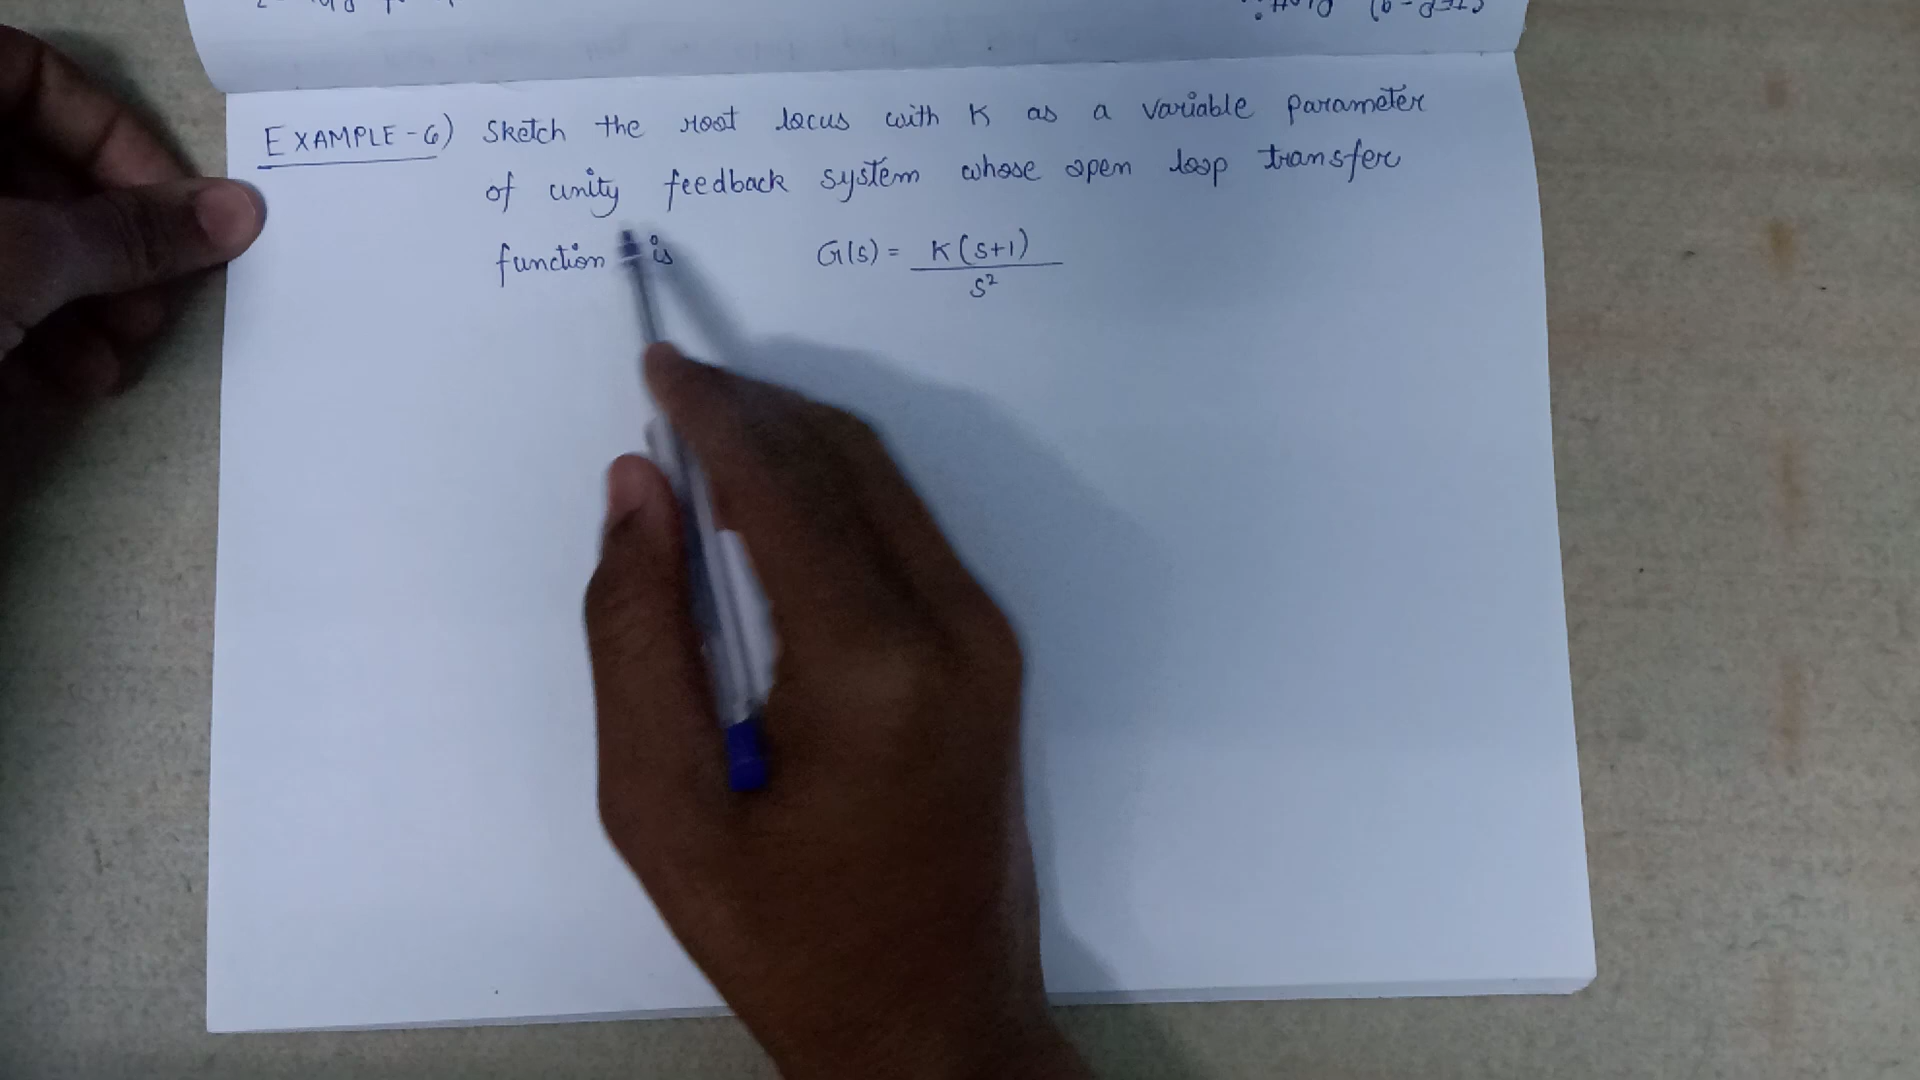 EXAMPLE-6) Sketch the root locus with K as a variable parameter
of unity feedback system whose open loop transfer
function is G(s) = K(s+1)
s²